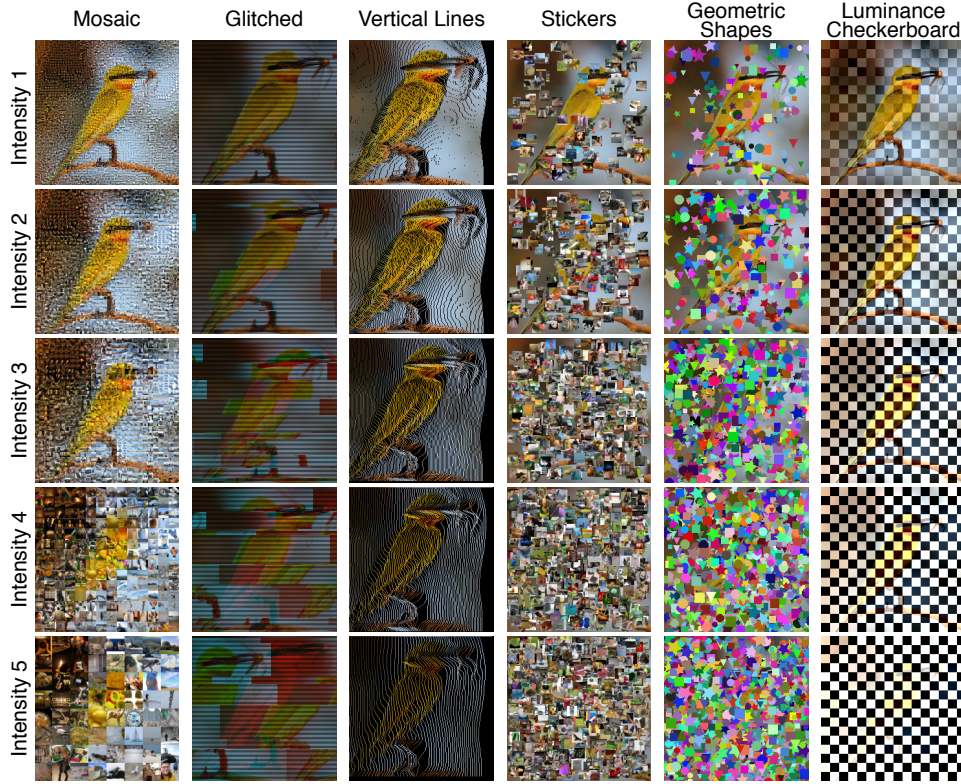 Mosaic
Glitched
Vertical Lines
Stickers
Geometric
Shapes
Luminance
Checkerboard
Intensity 1
Intensity 2
Intensity 3
Intensity 4
Intensity 5